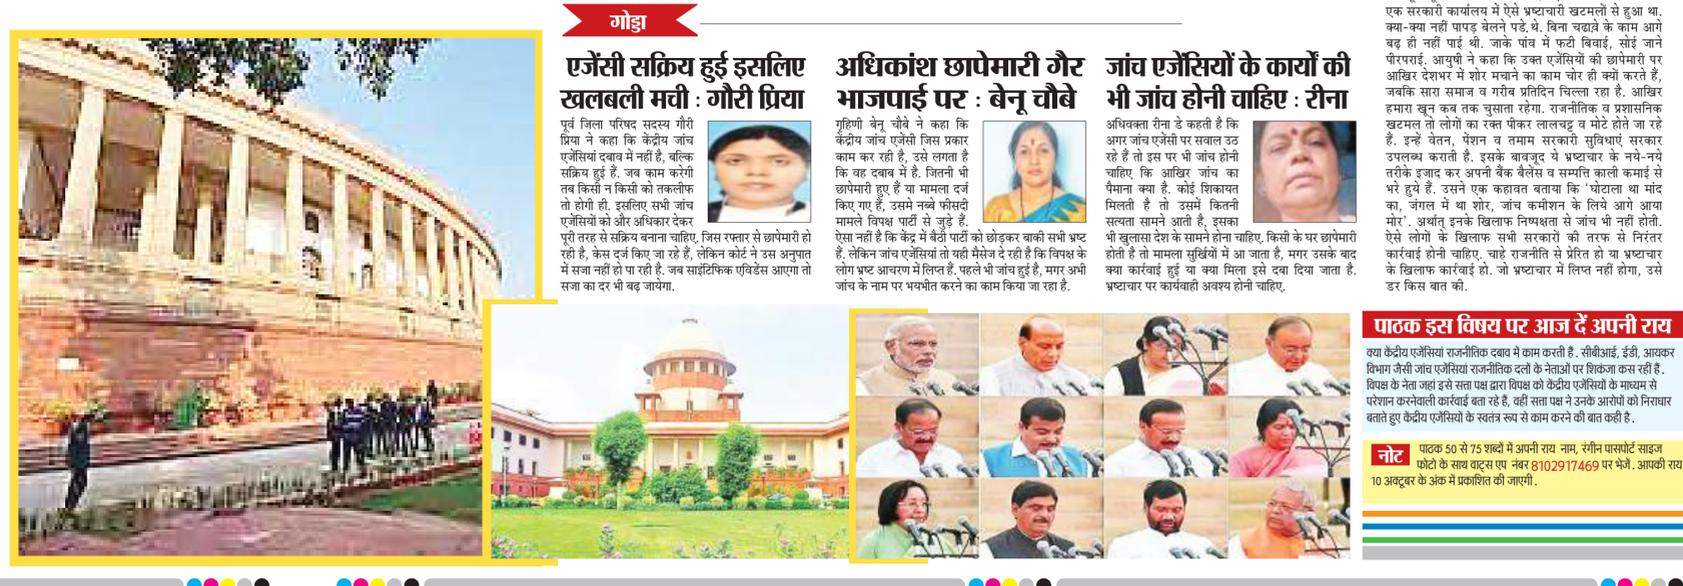 गोड्डा
एजेंसी सक्रिय हुई इसलिए
खलबली मची : गौरी प्रिया
पूर्व जिला परिषद सदस्य गौरी
प्रिया ने कहा कि केंद्रीय जांच
एजेंसियां दबाव में नहीं है, बल्कि
सक्रिय हुई हैं. जब काम करेगी
तब किसी न किसी को तकलीफ
तो होगी ही. इसलिए सभी जांच
एजेंसियों को और अधिकार देकर
पूरी तरह से सक्रिय बनाना चाहिए. जिस रफ्तार से छापेमारी हो
रही है, केस दर्ज किए जा रहे हैं, लेकिन कोर्ट ने उस अनुपात
में सजा नहीं हो पा रही है. जब साइंटिफिक एविडेंस आएगा तो
सजा का दर भी बढ़ जायेगा.
अधिकांश छापेमारी गैर
भाजपाई पर : बेनू चौबे
गृहिणी बेनू चौबे ने कहा कि
केंद्रीय जांच एजेंसी जिस प्रकार
काम कर रही है, उसे लगता है
कि वह दबाव में है. जितनी भी
छापेमारी हुए हैं या मामला दर्ज
किए गए हैं, उसमे नब्बे फीसदी
मामले विपक्ष पार्टी से जुड़े हैं.
ऐसा नहीं है कि केंद्र में बैठी पार्टी को छोड़कर बाकी सभी भ्रष्ट
हैं. लेकिन जांच एजेंसियां तो यही मैसेज दे रही है कि विपक्ष के
लोग भ्रष्ट आचरण में लिप्त हैं. पहले भी जांच हुई है, मगर अभी
जांच के नाम पर भयभीत करने का काम किया जा रहा है.
जांच एजेंसियों के कार्यों की
भी जांच होनी चाहिए : रीना
अधिवक्ता रीना डे कहती है कि
अगर जांच एजेंसी पर सवाल उठ
रहे हैं तो इस पर भी जांच होनी
चाहिए कि आखिर जांच का
पैमाना क्या है. कोई शिकायत
मिलती है तो उसमें कितनी
सत्यता सामने आती है, इसका
भी खुलासा देश के सामने होना चाहिए. किसी के घर छापेमारी
होती है तो मामला सुर्खियों में आ जाता है, मगर उसके बाद
क्या कार्रवाई हुई या क्या मिला इसे दबा दिया जाता है.
भ्रष्टाचार पर कार्यवाही अवश्य होनी चाहिए.
एक सरकारी कार्यालय में ऐसे भ्रष्टाचारी खटमलों से हुआ था.
क्या-क्या नहीं पापड़ बेलने पडे.थे. बिना चढावे के काम आगे
बढ़ ही नहीं पाई थी. जाके पांव में फटी बिवाई, सोई जाने
पीरपराई. आयुषी ने कहा कि उक्त एजेंसियों की छापेमारी पर
आखिर देशभर में शोर मचाने का काम चोर ही क्यों करते हैं,
जबकि सारा समाज व गरीब प्रतिदिन चिल्ला रहा है. आखिर
हमारा खून कब तक चुसाता रहेगा. राजनीतिक व प्रशासनिक
खटमल तो लोगों का रक्त पीकर लालचट्ट व मोटे होते जा रहे
हैं. इन्हें वेतन, पेंशन व तमाम सरकारी सुविधाएं सरकार
उपलब्ध कराती है. इसके बावजूद ये भ्रष्टाचार के नये-नये
तरीके इजाद कर अपनी बैंक बैलेंस व सम्पत्ति काली कमाई से
भरे हुये हैं. उसने एक कहावत बताया कि 'घोटाला था मांद
का, जंगल में था शोर, जांच कमीशन के लिये आगे आया
मोर'. अर्थात् इनके खिलाफ निष्पक्षता से जांच भी नहीं होती.
ऐसे लोगों के खिलाफ सभी सरकारों की तरफ से निरंतर
कार्रवाई होनी चाहिए. चाहे राजनीति से प्रेरित हो या भ्रष्टाचार
के खिलाफ कार्रवाई हो. जो भ्रष्टाचार में लिप्त नहीं होगा, उसे
डर किस बात की.
पाठक इस विषय पर आज दें अपनी राय
क्या केंद्रीय एजेंसियां राजनीतिक दबाव में काम करती हैं. सीबीआई, ईडी, आयकर
विभाग जैसी जांच एजेंसियां राजनीतिक दलों के नेताओं पर शिकंजा कस रहीं हैं.
विपक्ष के नेता जहां इसे सत्ता पक्ष द्वारा विपक्ष को केंद्रीय एजेंसियों के माध्यम से
परेशान करनेवाली कार्रवाई बता रहे हैं, वहीं सत्ता पक्ष ने उनके आरोपों को निराधार
बताते हुए केंद्रीय एजेंसियों के स्वतंत्र रूप से काम करने की बात कही है.
नोट पाठक 50 से 75 शब्दों में अपनी राय नाम, रंगीन पासपोर्ट साइज
फोटो के साथ वाट्स एप नंबर 8102917469 पर भेजें. आपकी राय
10 अक्टूबर के अंक में प्रकाशित की जाएगी.